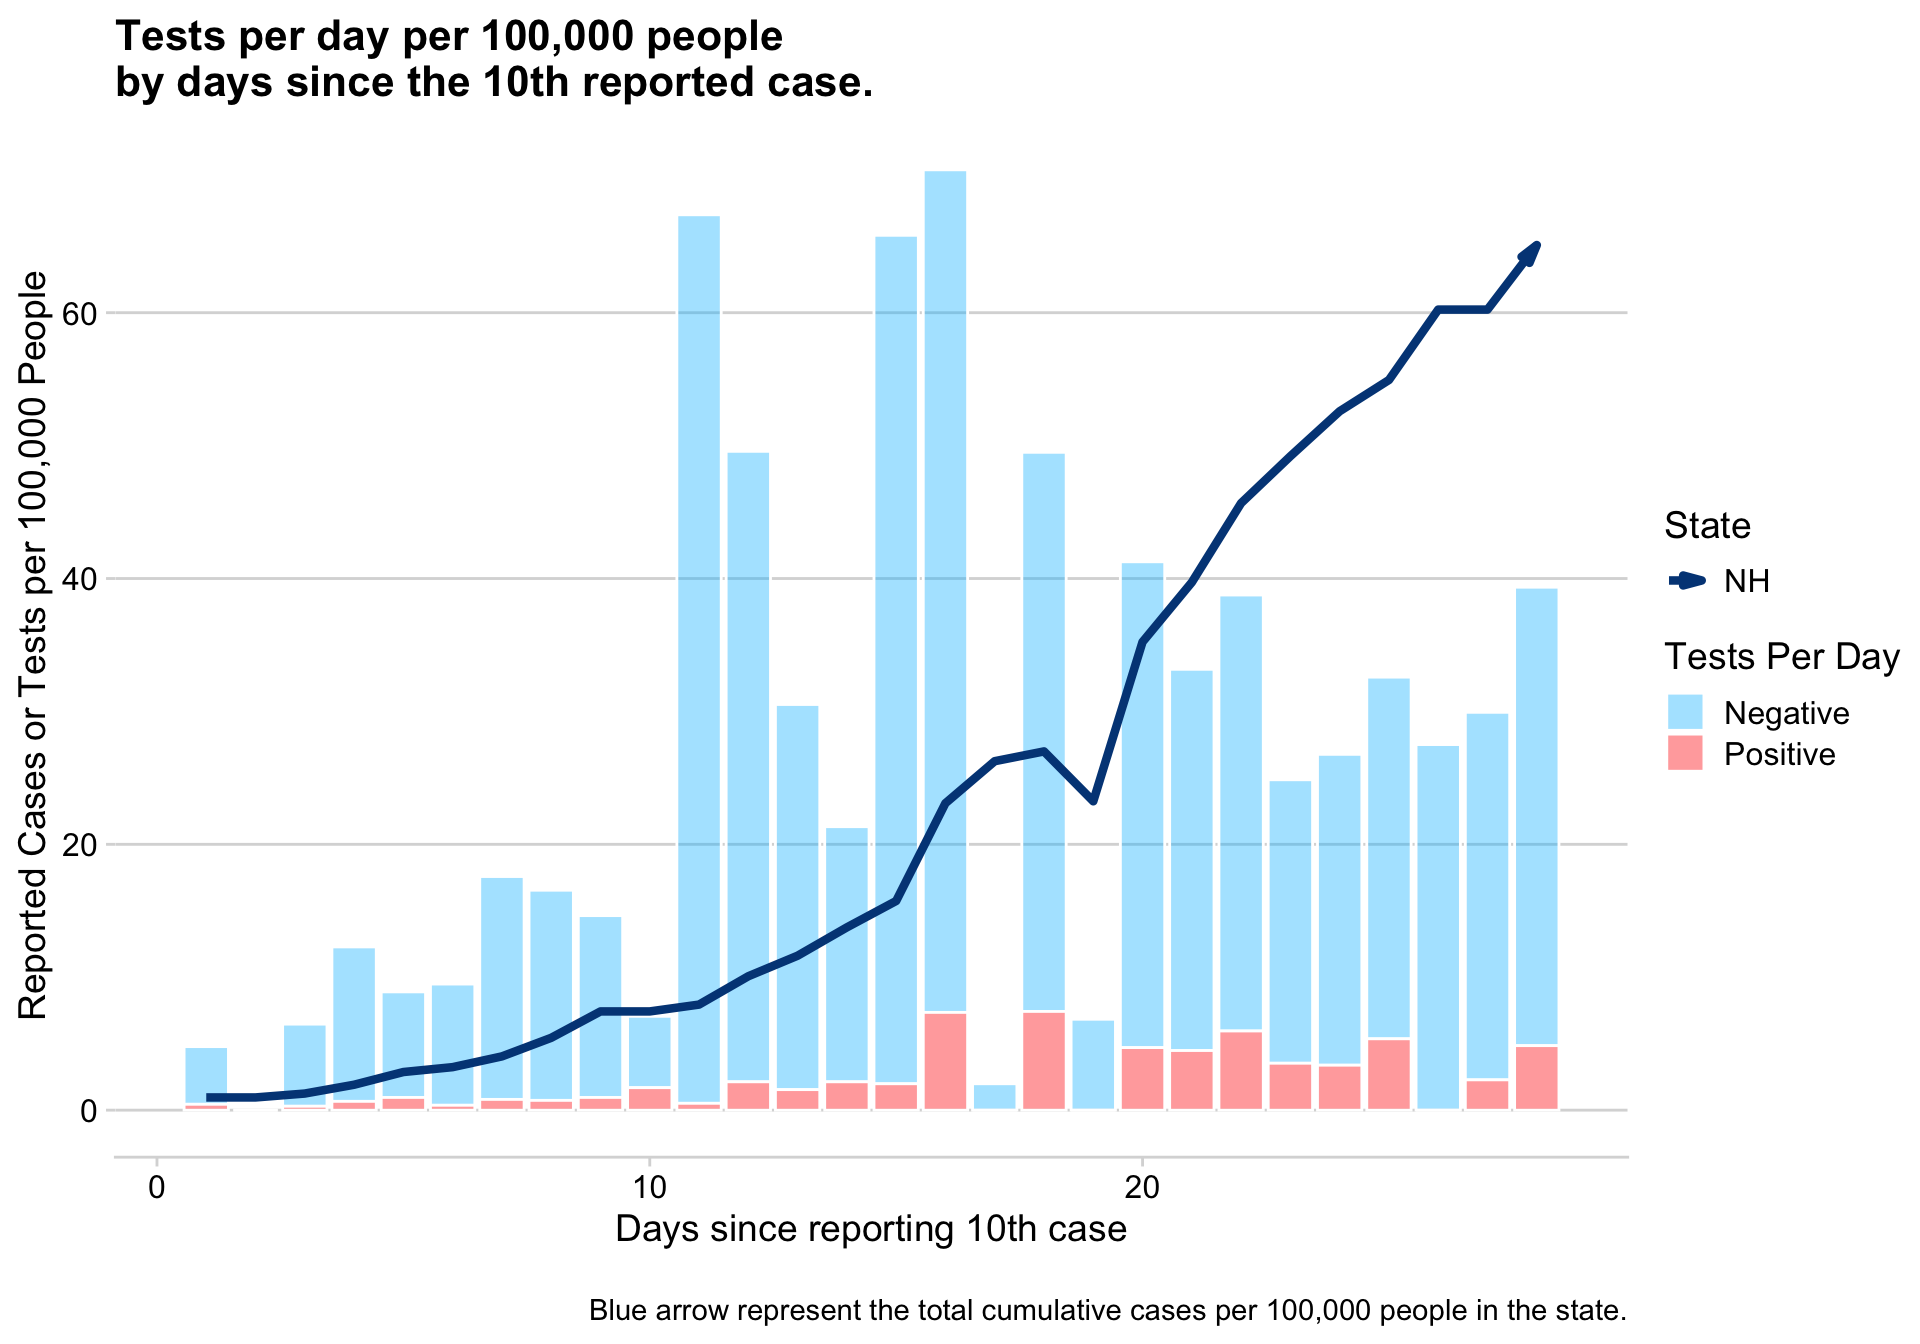 Tests per day per 100,000 people
by days since the 10th reported case.
Reported Cases or Tests per 100,000 People
60
40
20
0
0 10 20
Days since reporting 10th case
State
NH
Tests Per Day
Negative
Positive
Blue arrow represent the total cumulative cases per 100,000 people in the state.